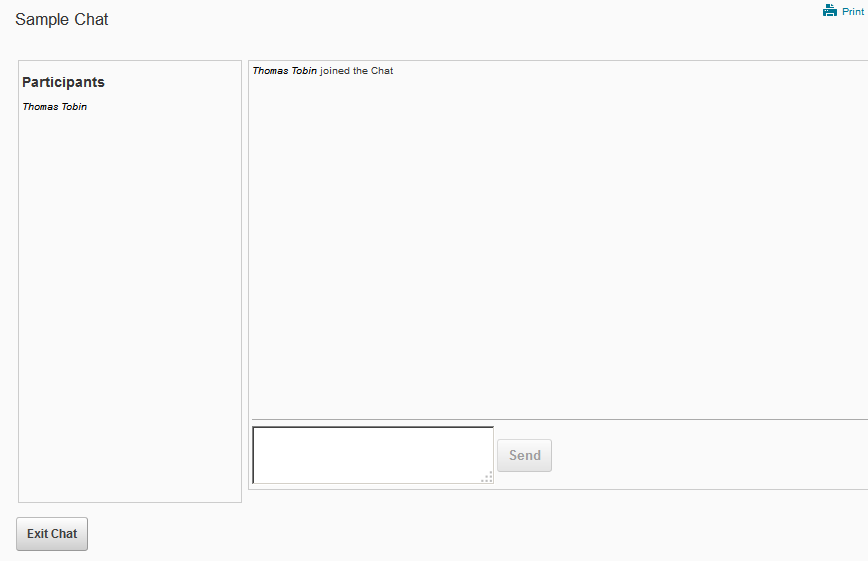 Sample Chat
Print
Participants
Thomas Tobin
Thomas Tobin joined the Chat
Send
Exit Chat